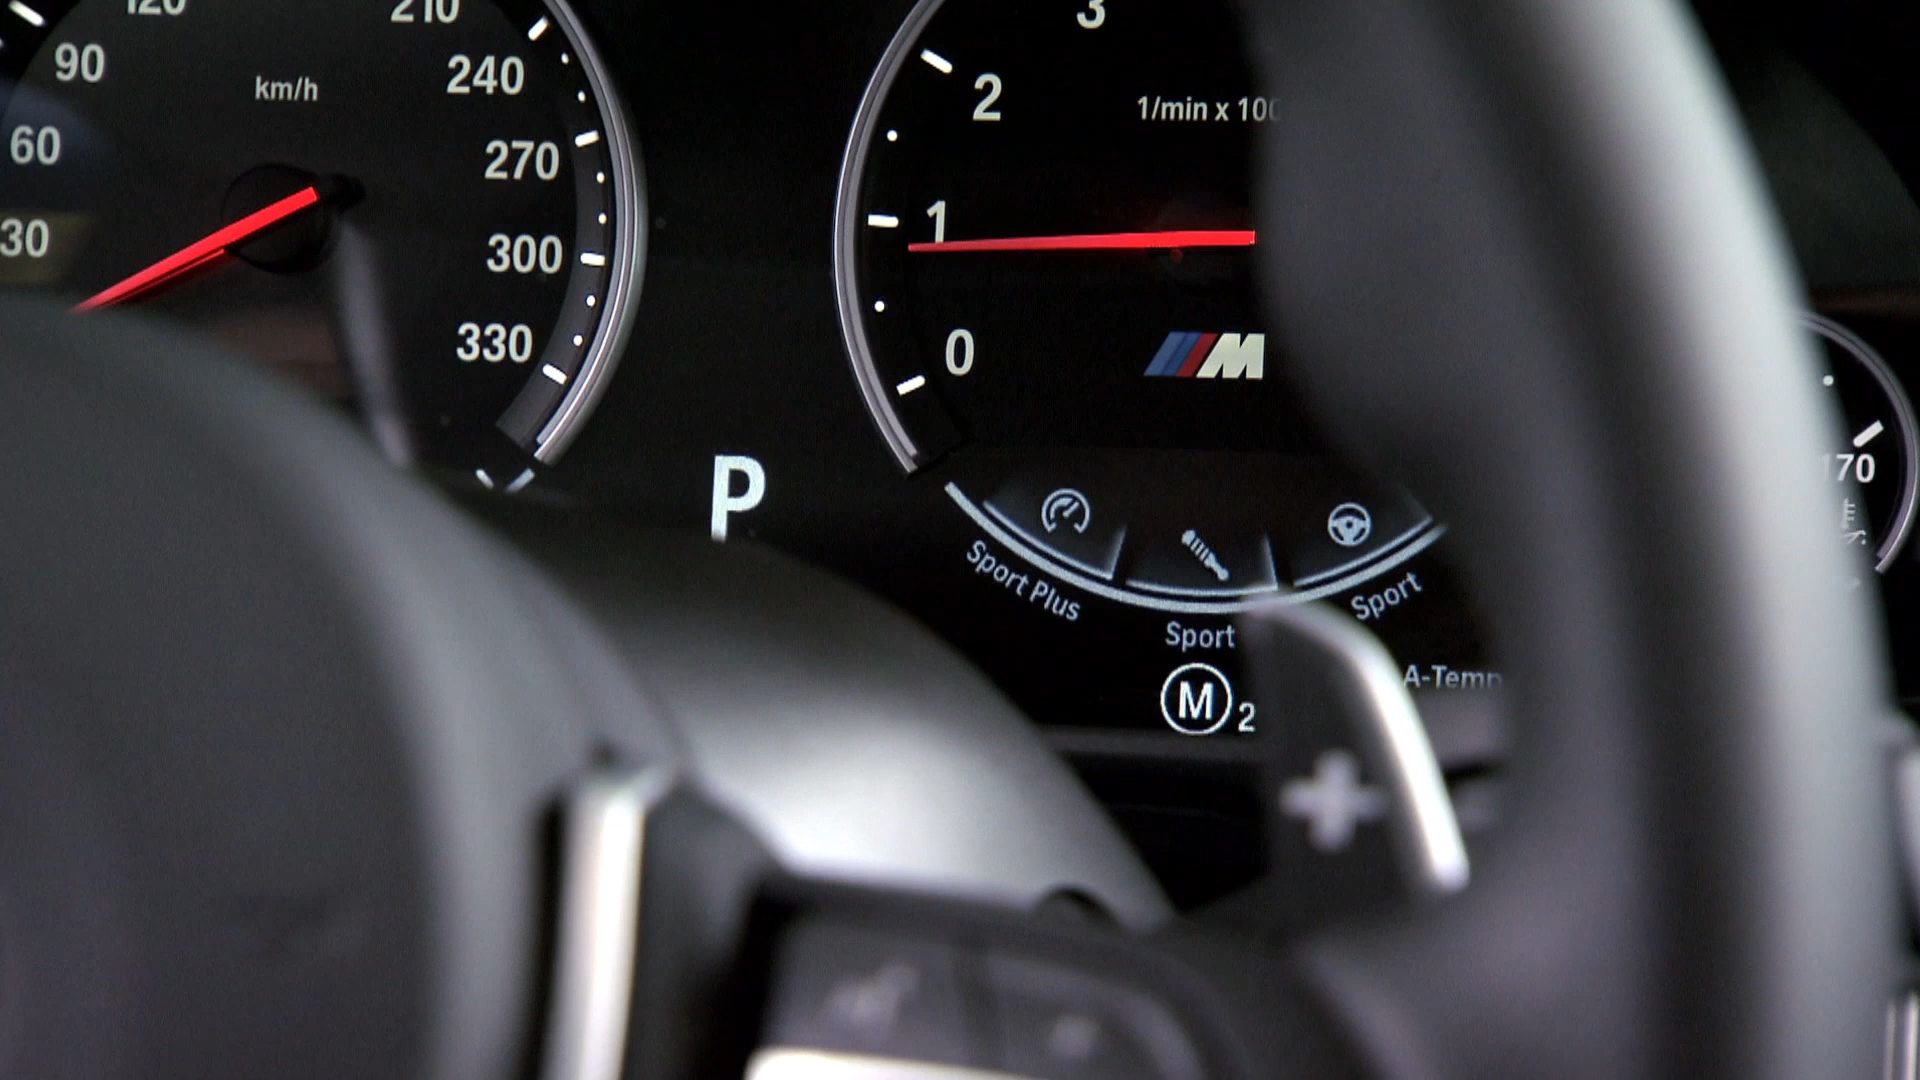 120
210
90
240
km/h
60
270
30
300
330
3
2
1/min x 100
1
0
M
P
Sport Plus
Sport
Sport
M 2
A-Temp
170
+